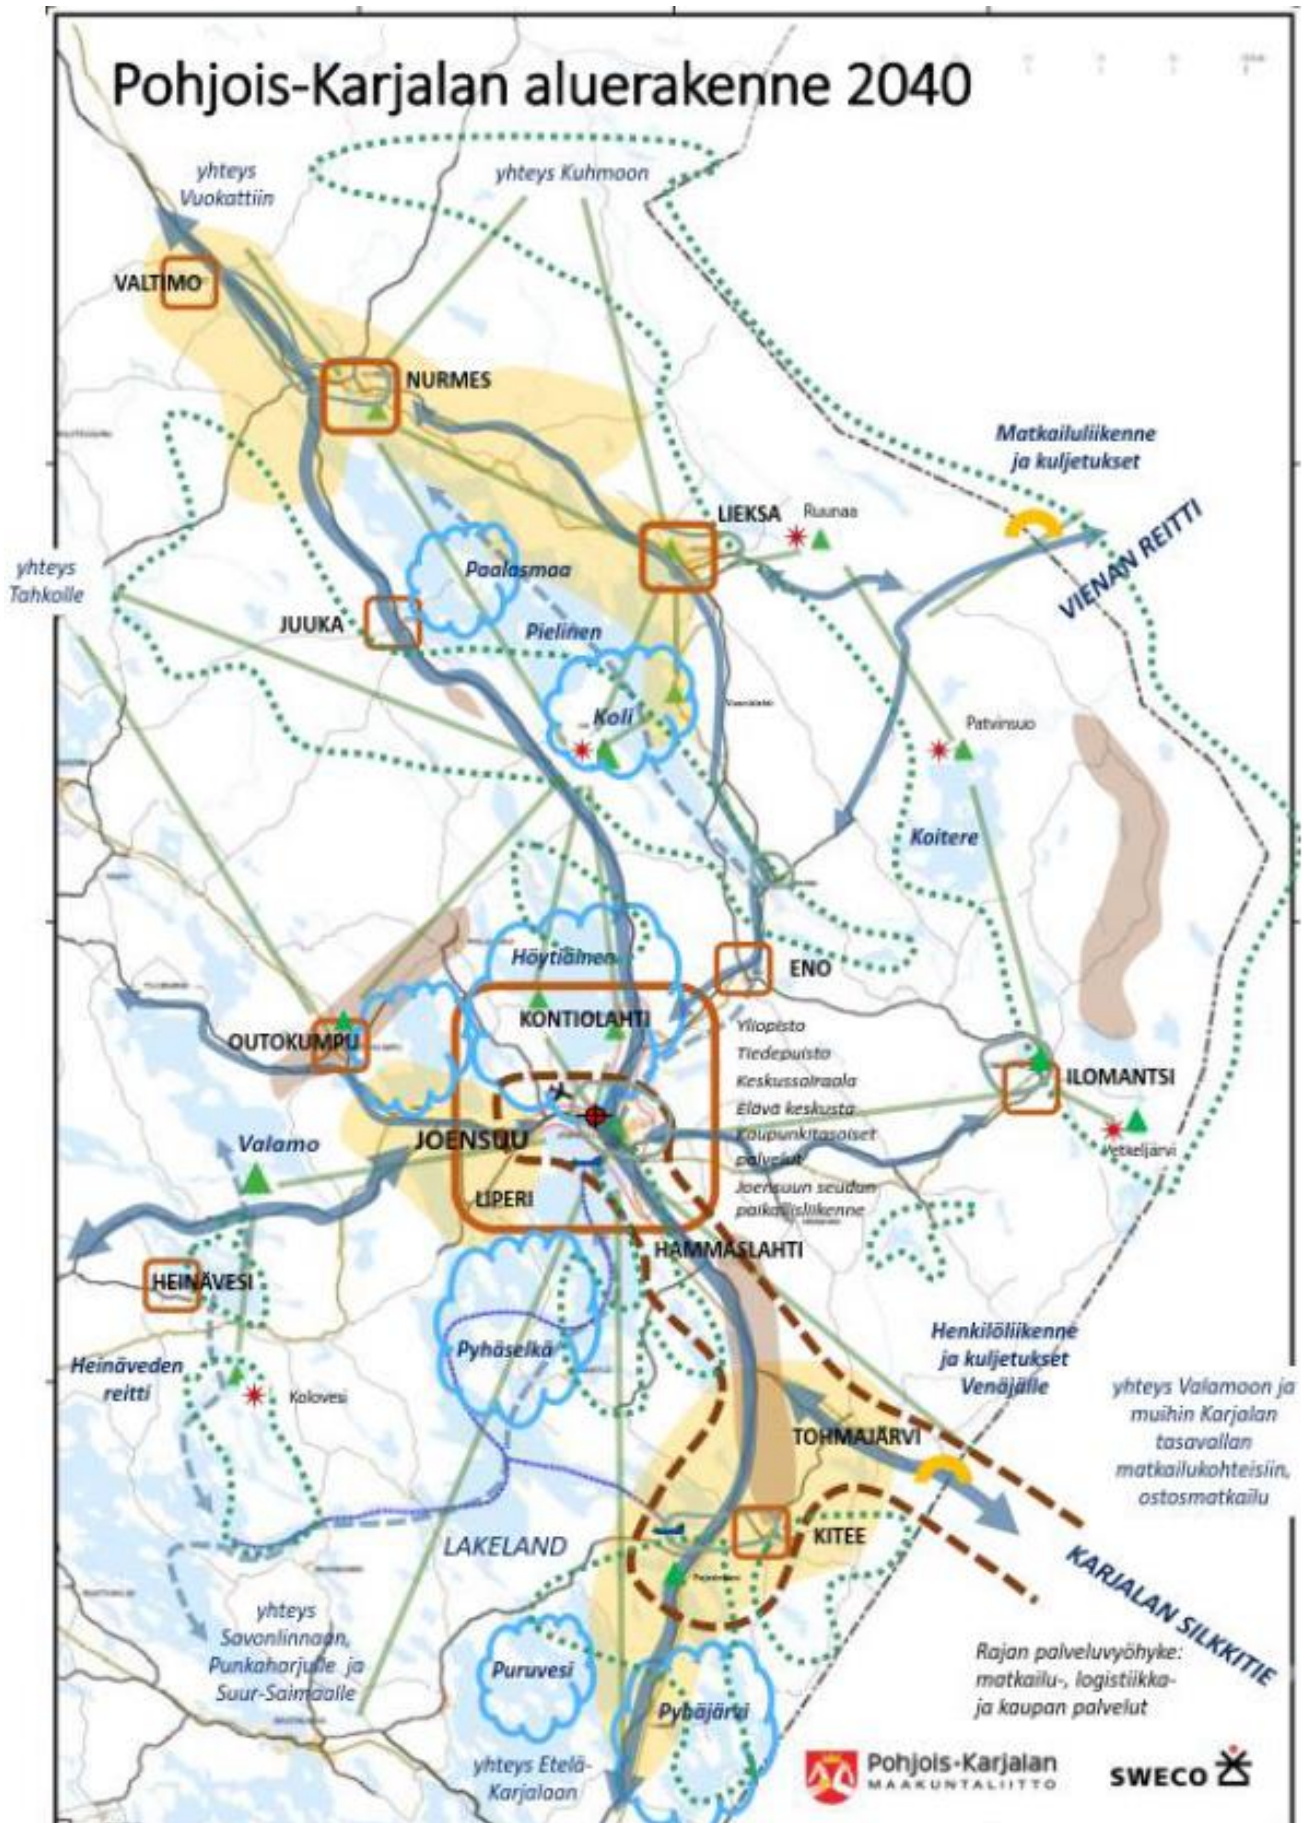 Pohjois-Karjalan aluerakenne 2040
yhteys
Vuokattiin
yhteys Kuhmoon
VALTIMO
NURMES
Matkailuliikenne
ja kuljetukset
LIEKSA
Ruunaa
VIENAN REITTI
yhteys
Tahkolle
Paalasmaa
JUUKA
Pielinen
Koli
Patvinsuo
Koitere
Höytiäinen
ENO
KONTIOLAHTI
OUTOKUMPU
Yliopisto
Tiedepuisto
Keskussairaala
Elävä keskusta
Kaupunkitasoiset
palvelut
Joensuun seudun
paikallisliikenne
ILOMANTSI
Petkeljärvi
Valamo
JOENSUU
LIPERI
HAMMASLAHTI
HEINÄVESI
Heinäveden
reitti
Kolovesi
Pyhäselkä
Henkilöliikenne
ja kuljetukset
Venäjälle
yhteys Valamoon ja
muihin Karjalan
tasavallan
matkailukohteisiin,
ostosmatkailu
TOHMAJÄRVI
LAKELAND
KITEE
KARJALAN SILKKITIE
yhteys
Savonlinnaan,
Punkaharjulle ja
Suur-Saimaalle
Puruvesi
Pyhäjärvi
Rajan palveluvyöhyke:
matkailu-, logistiikka-
ja kaupan palvelut
yhteys Etelä-
Karjalaan
Pohjois-Karjalan
MAAKUNTALIITTO
SWECO